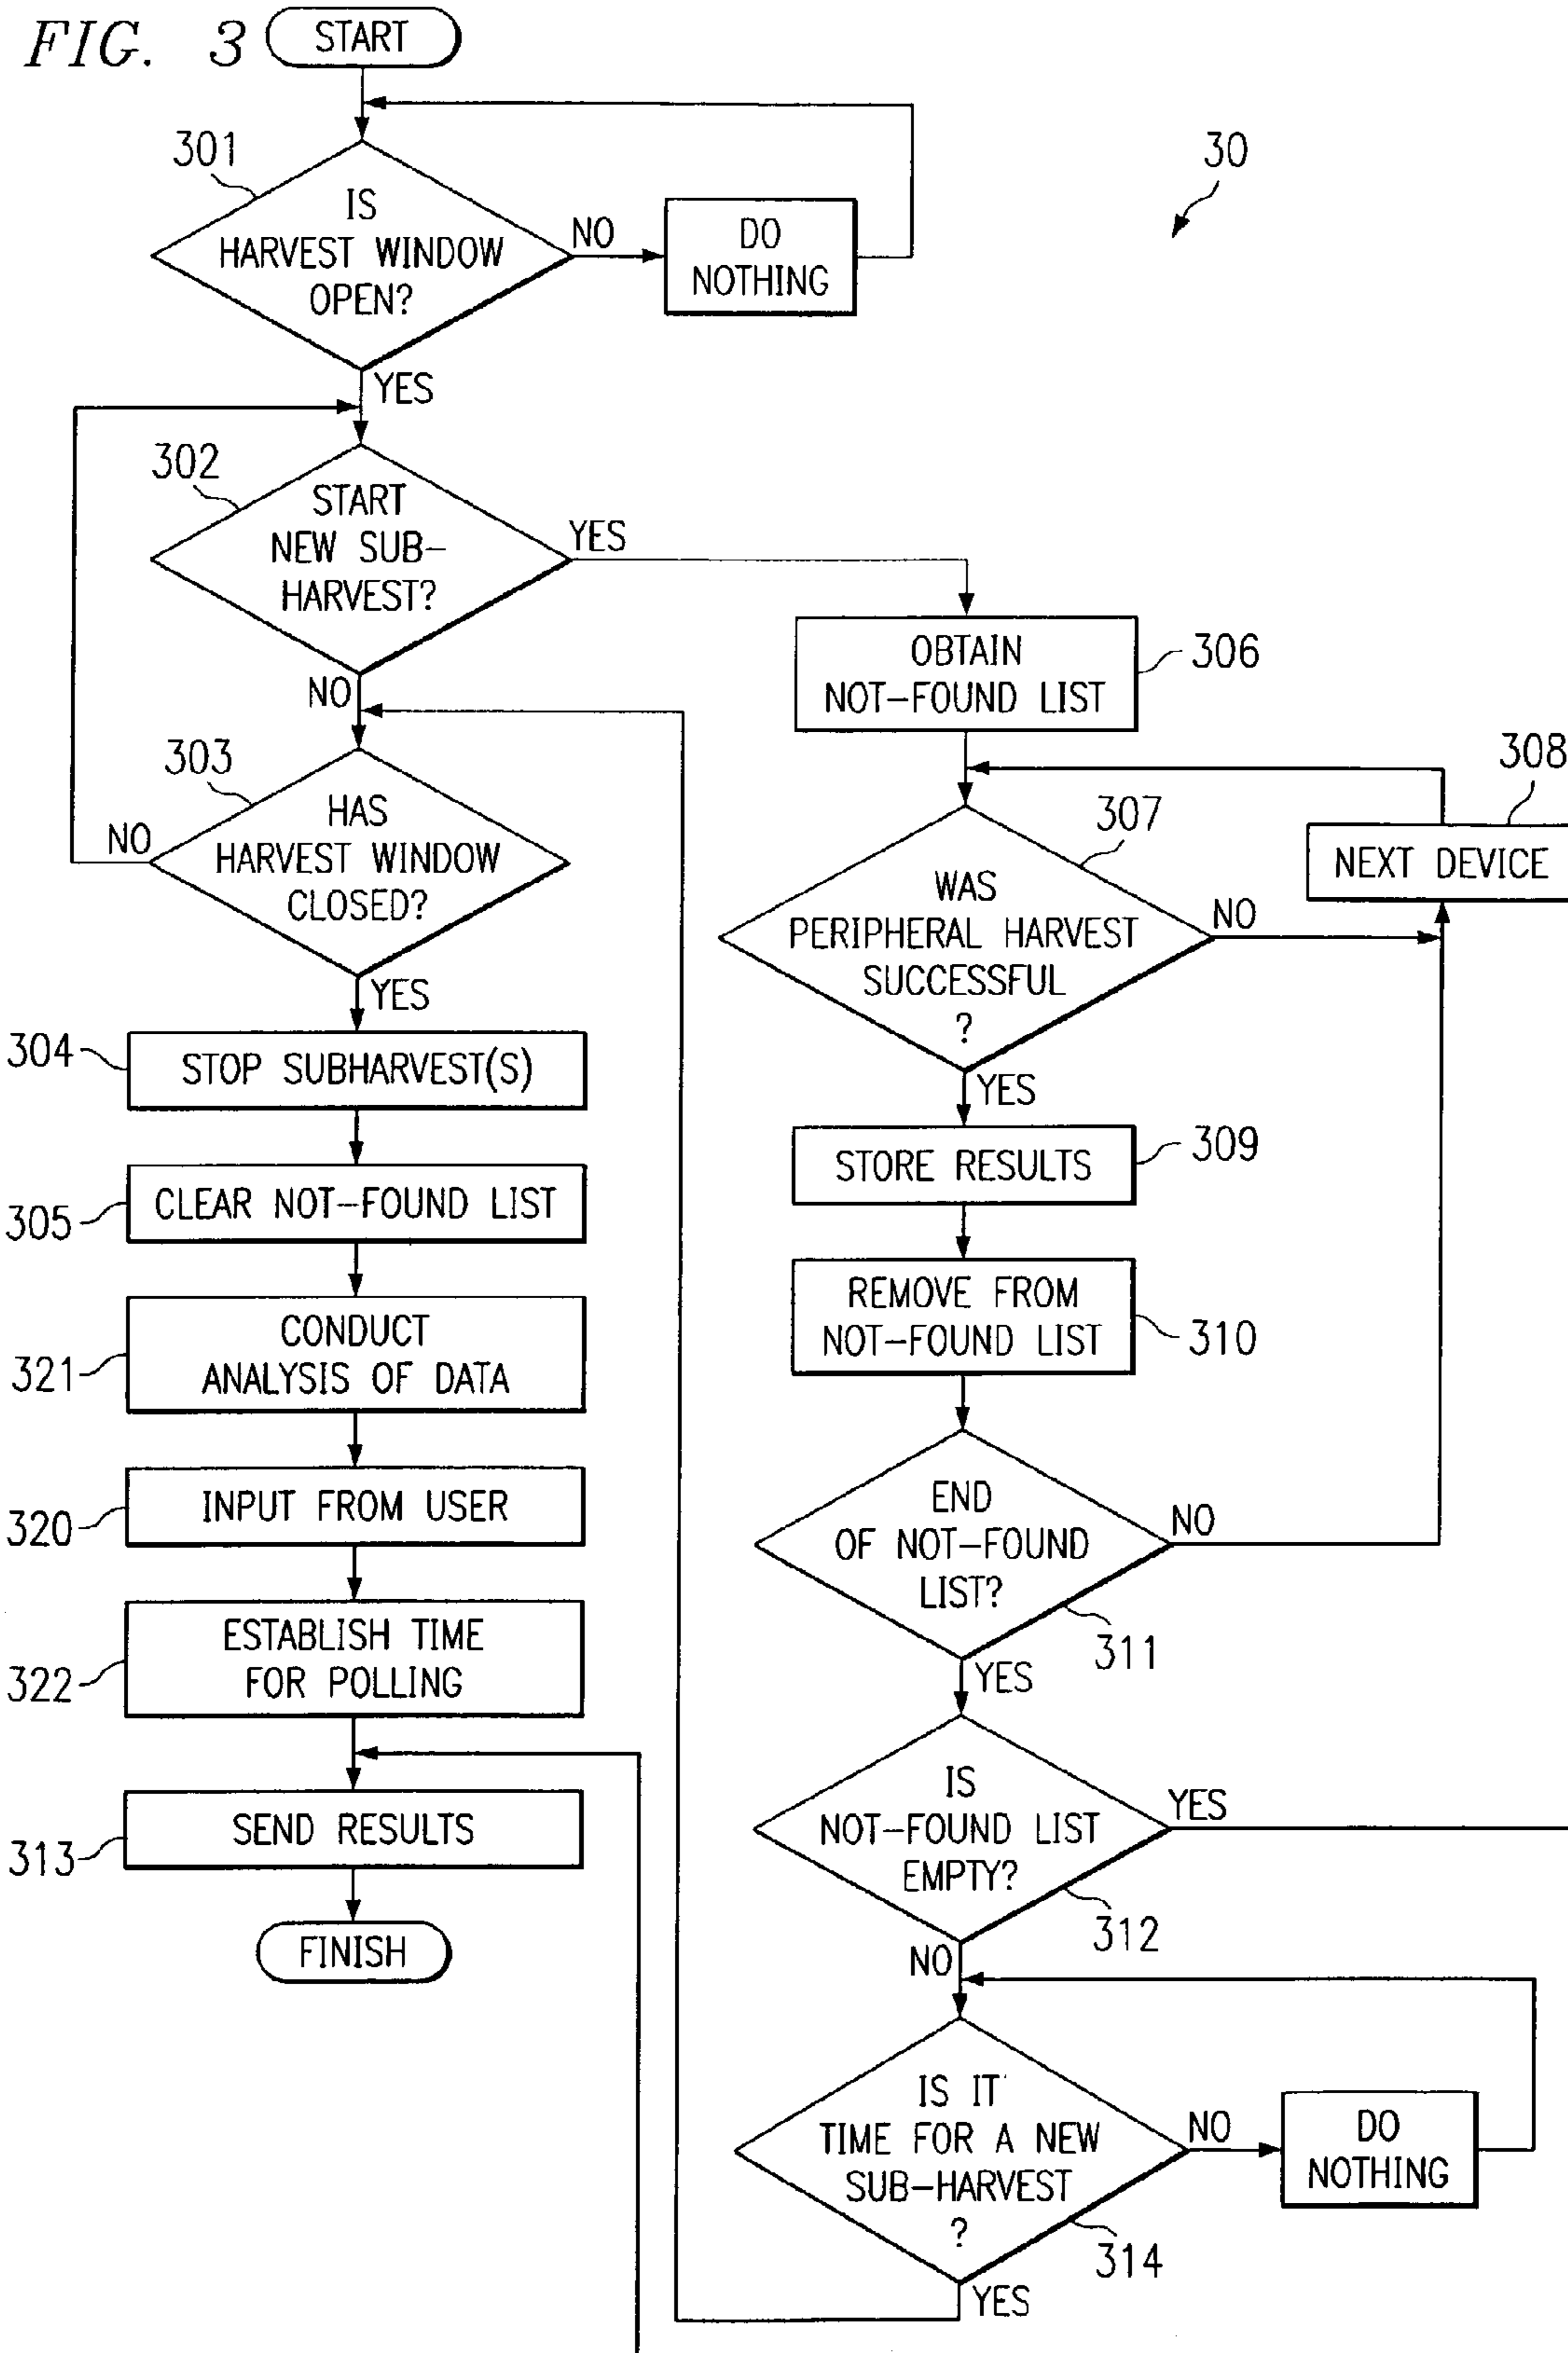 FIG. 3
START
30
301
IS
HARVEST WINDOW
OPEN?
NO
DO
NOTHING
YES
302
START
NEW SUB-
HARVEST?
YES
NO
306
OBTAIN
NOT-FOUND LIST
303
HAS
HARVEST WINDOW
CLOSED?
NO
YES
308
NEXT DEVICE
307
WAS
PERIPHERAL HARVEST
SUCCESSFUL
?
NO
YES
304
STOP SUBHARVEST(S)
305
CLEAR NOT-FOUND LIST
321
CONDUCT
ANALYSIS OF DATA
320
INPUT FROM USER
322
ESTABLISH TIME
FOR POLLING
313
SEND RESULTS
FINISH
STORE RESULTS
309
REMOVE FROM
NOT-FOUND LIST
310
END
OF NOT-FOUND
LIST?
NO
311
YES
IS
NOT-FOUND LIST
EMPTY?
YES
312
NO
IS IT
TIME FOR A NEW
SUB-HARVEST
?
NO
DO
NOTHING
314
YES